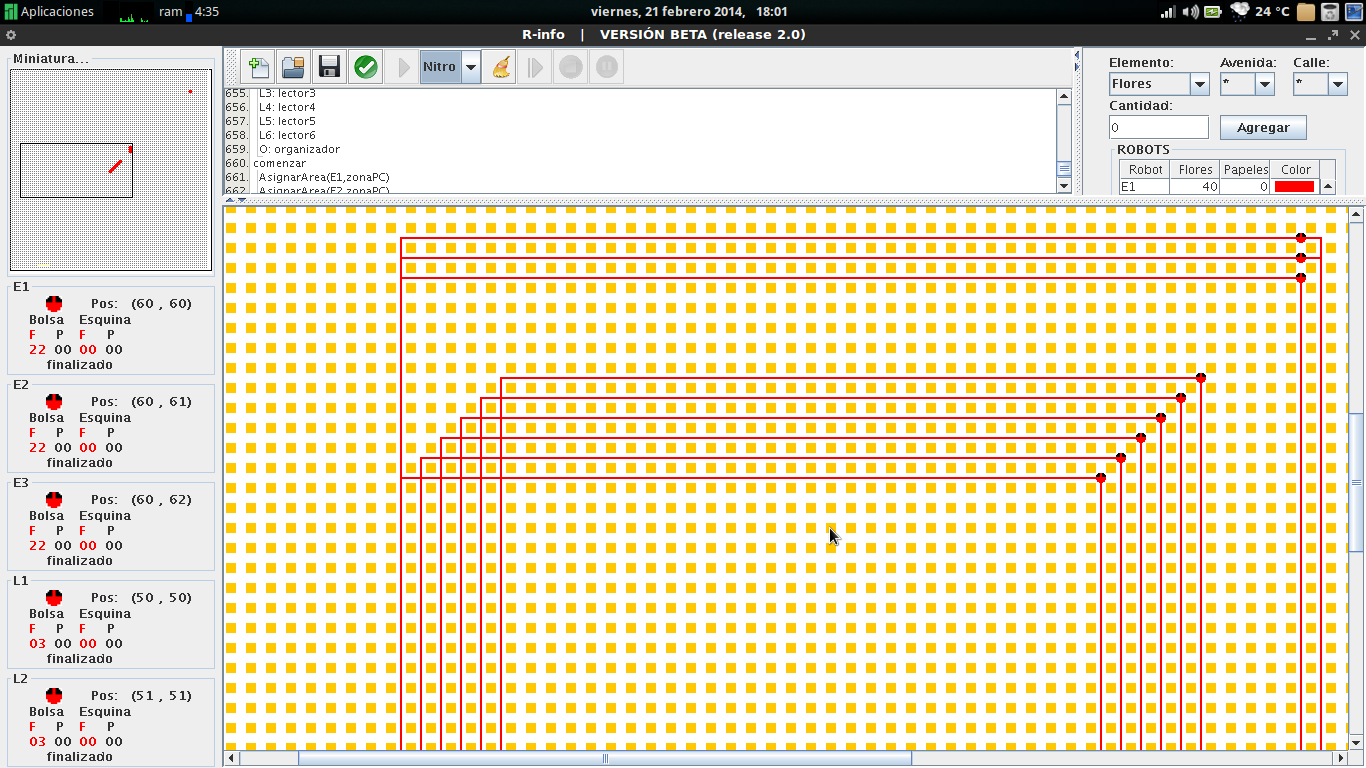 Aplicaciones ram 4:35 viernes, 21 febrero 2014, 18:01 24 °C
R-info | VERSIÓN BETA (release 2.0)
Miniatura...
Nitro
655. L3: lector3
656. L4: lector4
657. L5: lector5
658. L6: lector6
659. O: organizador
660. comenzar
661. AsignarArea(E1,zonaPC)
662. AsignarArea(E2,zonaPC)
Elemento: Avenida: Calle:
Flores * *
Cantidad:
0 Agregar
ROBOTS
Robot Flores Papeles Color
E1 40 0
E1
Pos: (60 , 60)
Bolsa Esquina
F P F P
22 00 00 00
finalizado
E2
Pos: (60 , 61)
Bolsa Esquina
F P F P
22 00 00 00
finalizado
E3
Pos: (60 , 62)
Bolsa Esquina
F P F P
22 00 00 00
finalizado
L1
Pos: (50 , 50)
Bolsa Esquina
F P F P
03 00 00 00
finalizado
L2
Pos: (51 , 51)
Bolsa Esquina
F P F P
03 00 00 00
finalizado